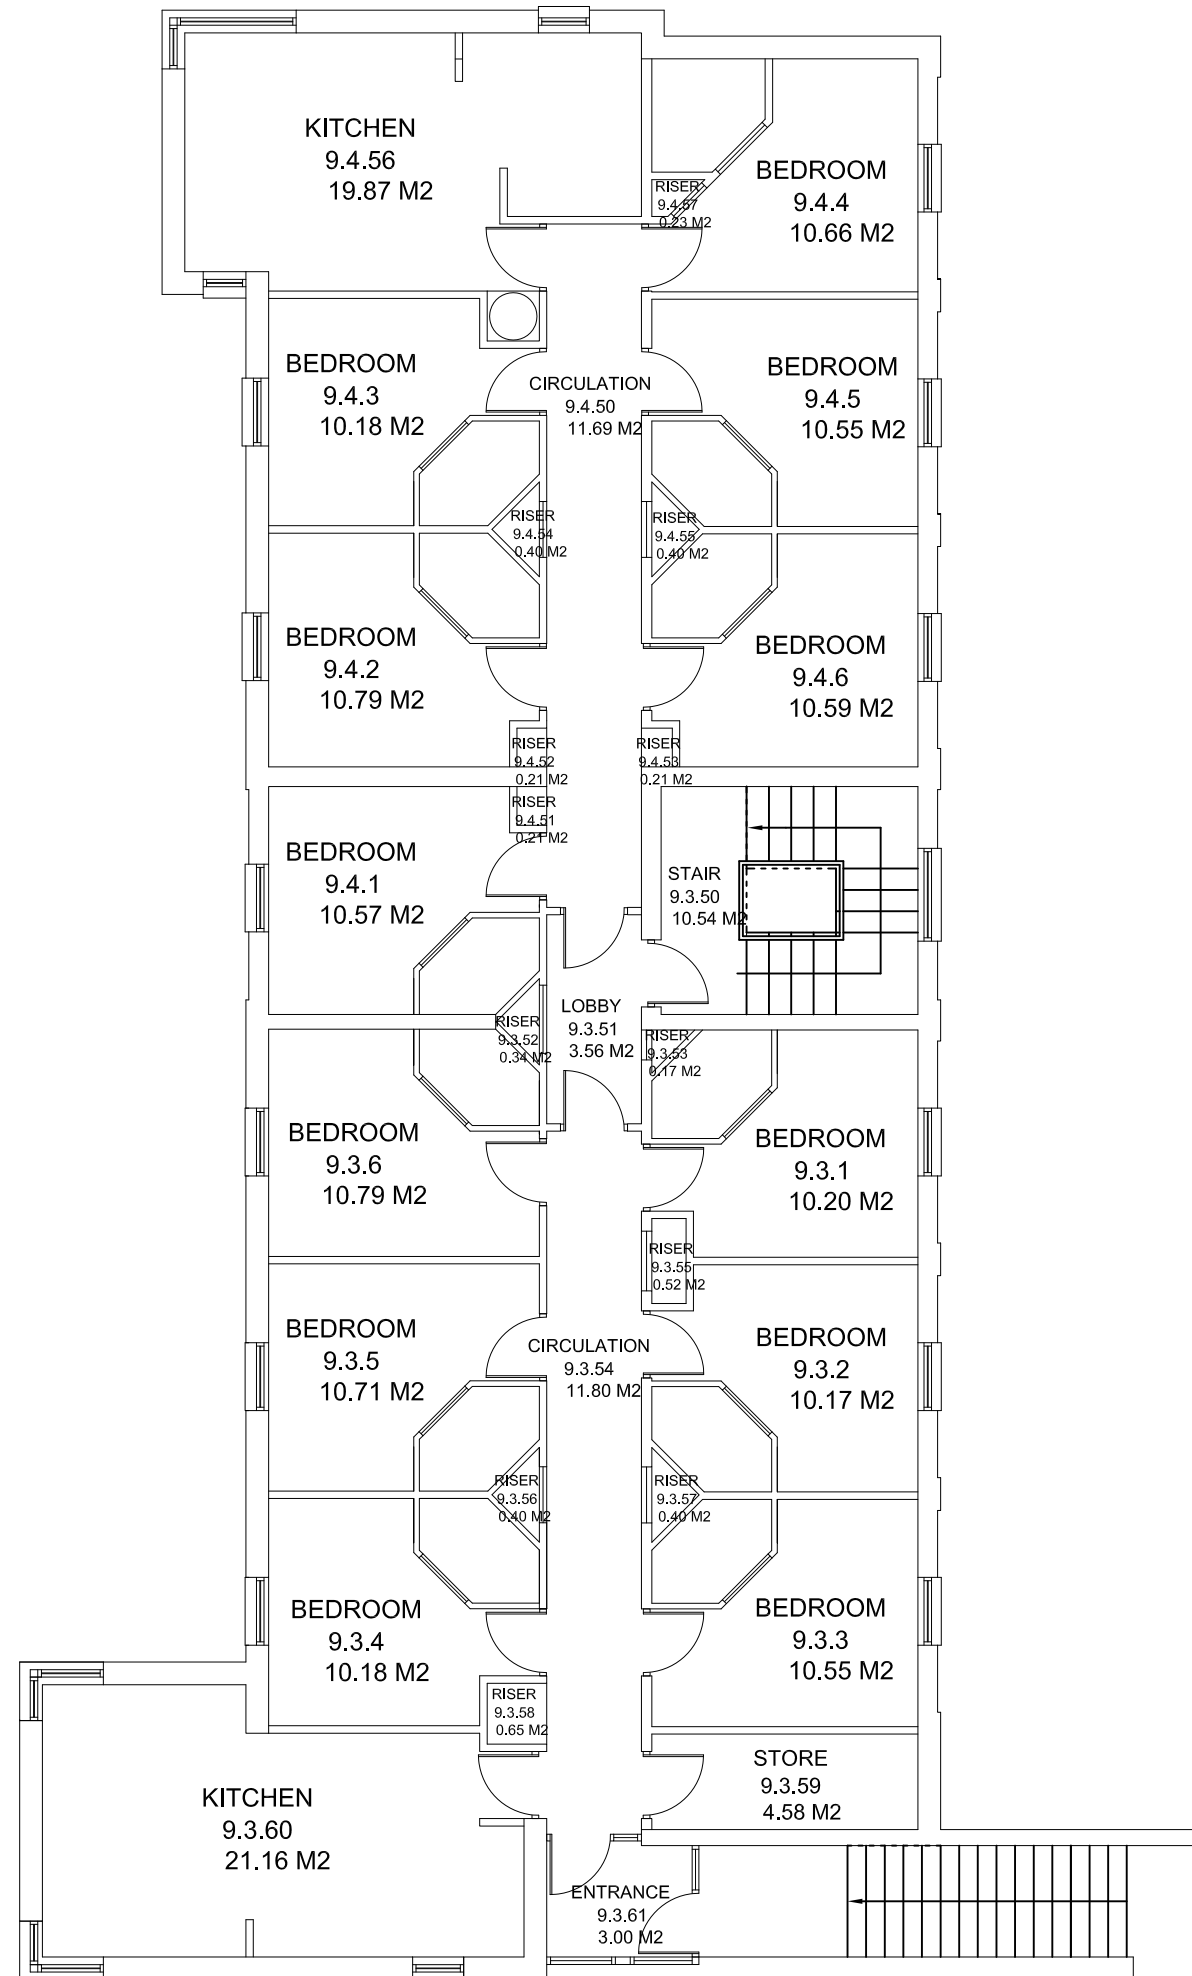 KITCHEN
9.4.56
19.87 M2
BEDROOM
9.4.4
10.66 M2
RISER
9.4.57
0.23 M2
BEDROOM
9.4.3
10.18 M2
CIRCULATION
9.4.50
11.69 M2
BEDROOM
9.4.5
10.55 M2
RISER
9.4.54
0.40 M2
RISER
9.4.55
0.40 M2
BEDROOM
9.4.2
10.79 M2
BEDROOM
9.4.6
10.59 M2
RISER
9.4.52
0.21 M2
RISER
9.4.53
0.21 M2
RISER
9.4.51
0.21 M2
BEDROOM
9.4.1
10.57 M2
STAIR
9.3.50
10.54 M2
LOBBY
9.3.51
3.56 M2
RISER
9.3.52
0.34 M2
RISER
9.3.53
0.17 M2
BEDROOM
9.3.6
10.79 M2
BEDROOM
9.3.1
10.20 M2
RISER
9.3.55
0.52 M2
BEDROOM
9.3.5
10.71 M2
CIRCULATION
9.3.54
11.80 M2
BEDROOM
9.3.2
10.17 M2
RISER
9.3.56
0.40 M2
RISER
9.3.57
0.40 M2
BEDROOM
9.3.4
10.18 M2
BEDROOM
9.3.3
10.55 M2
RISER
9.3.58
0.65 M2
STORE
9.3.59
4.58 M2
KITCHEN
9.3.60
21.16 M2
ENTRANCE
9.3.61
3.00 M2